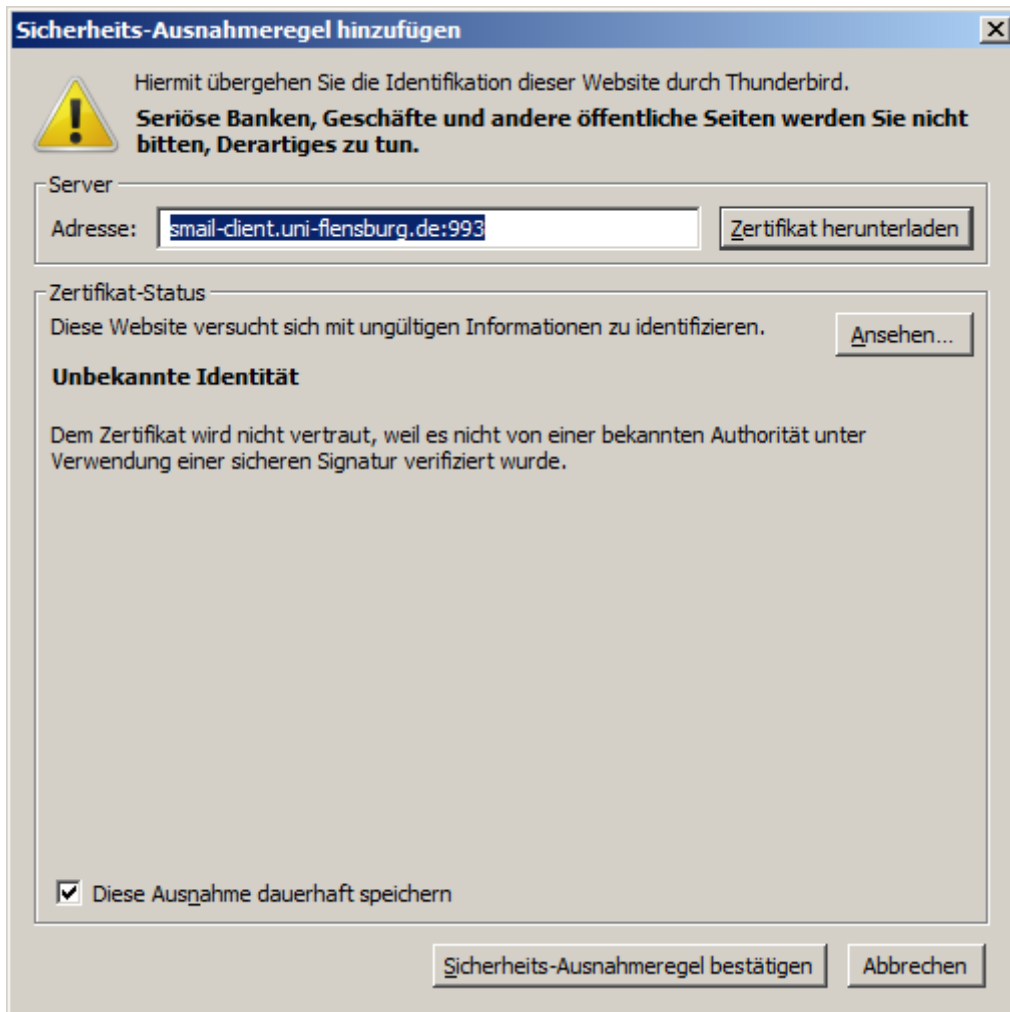 Sicherheits-Ausnahmeregel hinzufügen
Hiermit übergehen Sie die Identifikation dieser Website durch Thunderbird.
Seriöse Banken, Geschäfte und andere öffentliche Seiten werden Sie nicht
bitten, Derartiges zu tun.
Server
Adresse: smail-client.uni-flensburg.de:993 Zertifikat herunterladen
Zertifikat-Status
Diese Website versucht sich mit ungültigen Informationen zu identifizieren.
Ansehen...
Unbekannte Identität
Dem Zertifikat wird nicht vertraut, weil es nicht von einer bekannten Authorität unter
Verwendung einer sicheren Signatur verifiziert wurde.
Diese Ausnahme dauerhaft speichern
Sicherheits-Ausnahmeregel bestätigen Abbrechen